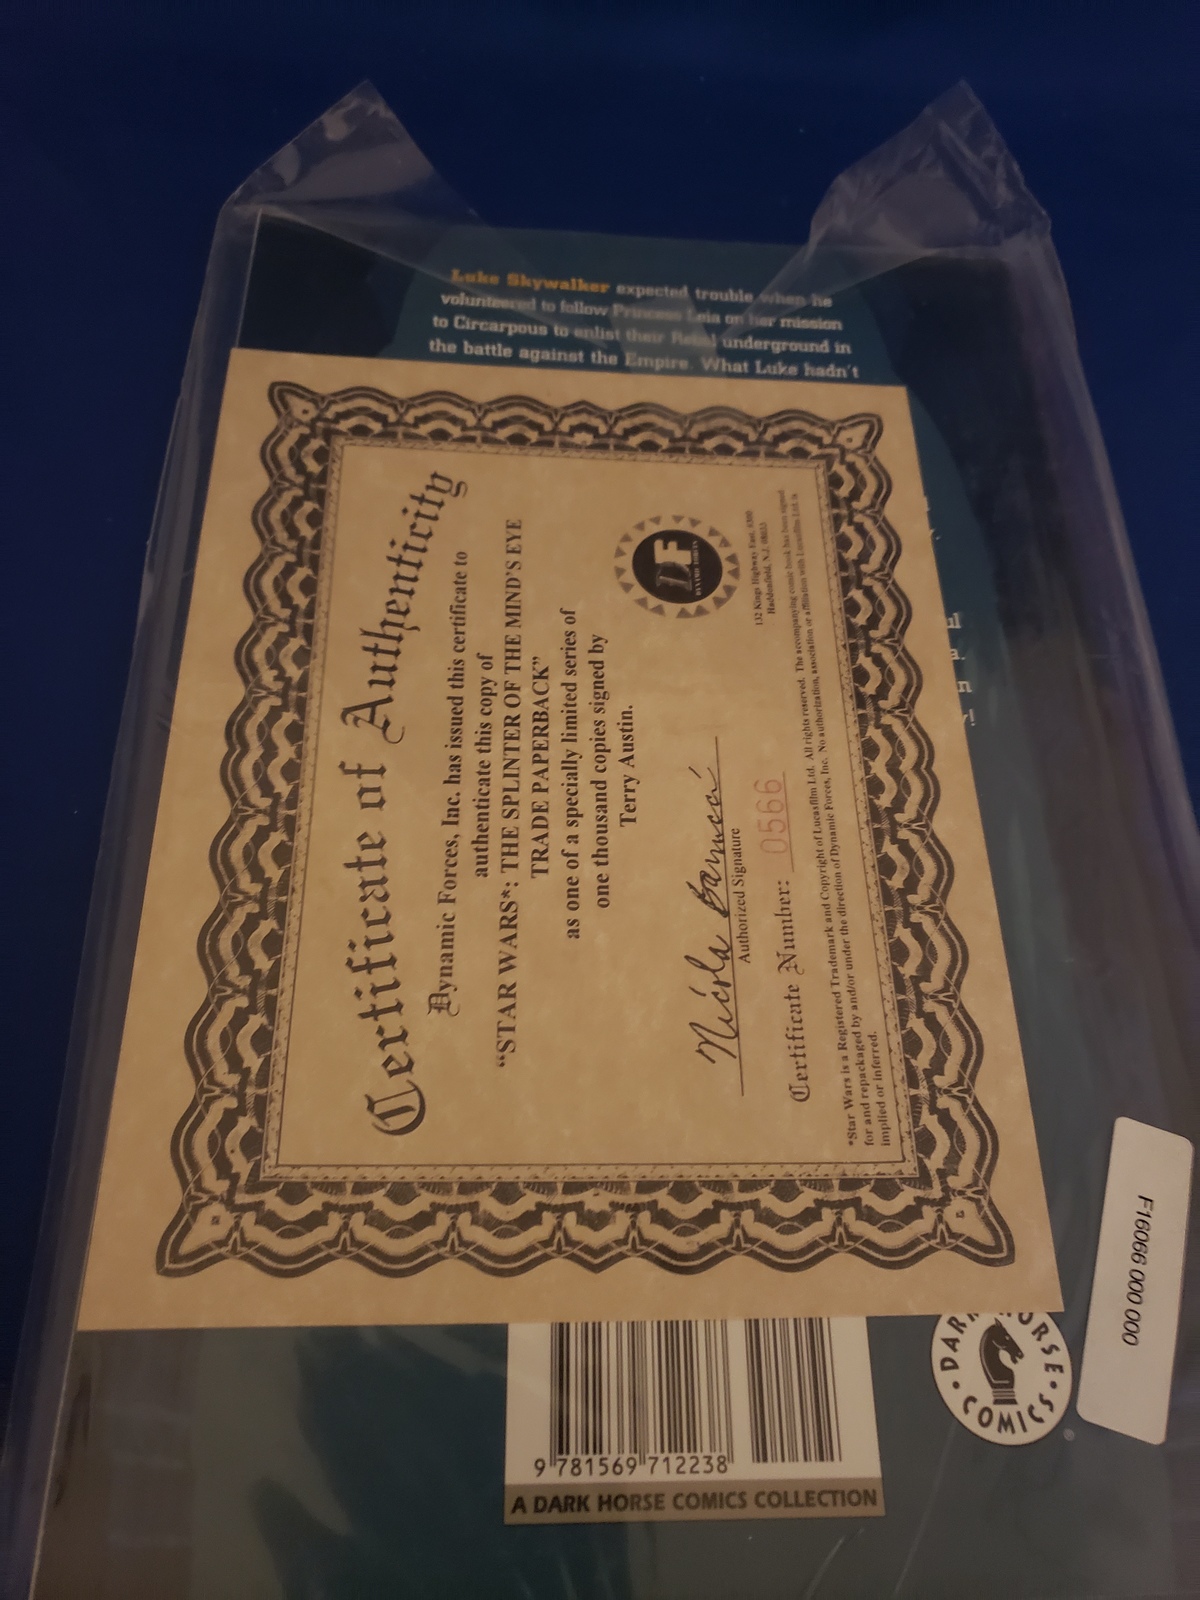 Luke Skywalker expected trouble when he
volunteered to follow Princess Leia on her mission
to Circarpous to enlist their Rebel underground in
the battle against the Empire. What Luke hadn't
Certificate of Authenticity
Dynamic Forces, Inc. has issued this certificate to
authenticate this copy of
“STAR WARS*: THE SPLINTER OF THE MIND'S EYE
TRADE PAPERBACK”
as one of a specially limited series of
one thousand copies signed by
Terry Austin.
DF
DYNAMIC FORCES
132 Kings Highway East, #300
Haddonfield, N.J. 08033
Authorized Signature
Certificate Number: 0566
*Star Wars is a Registered Trademark and Copyright of Lucasfilm Ltd. All rights reserved. The accompanying comic book has been signed
for and repackaged by and/or under the direction of Dynamic Forces, Inc. No authorization, association or affiliation with Lucasfilm Ltd. is
implied or inferred.
9 781569 712238
A DARK HORSE COMICS COLLECTION
DARK HORSE COMICS
F16066 000 000